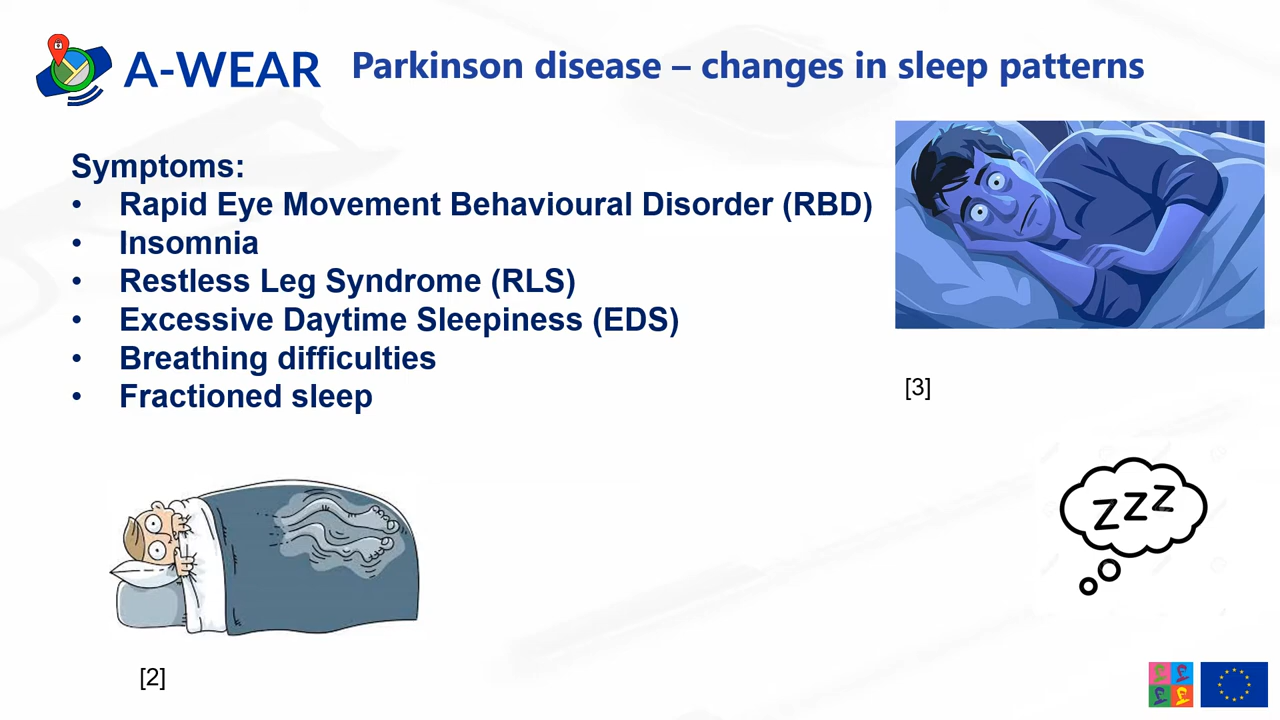 A-WEAR
Parkinson disease – changes in sleep patterns
Symptoms:
• Rapid Eye Movement Behavioural Disorder (RBD)
• Insomnia
• Restless Leg Syndrome (RLS)
• Excessive Daytime Sleepiness (EDS)
• Breathing difficulties
• Fractioned sleep
[3]
zzz
[2]